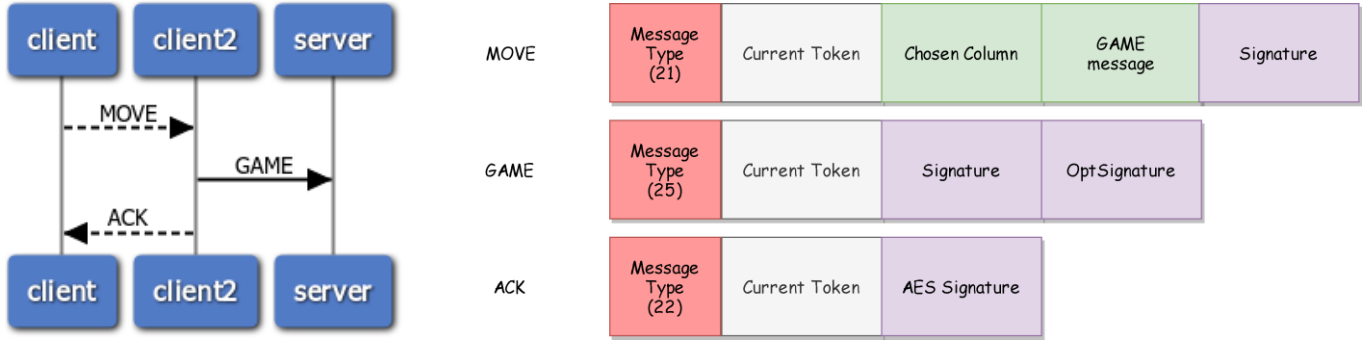 client client2 server
MOVE
GAME
ACK
client client2 server
MOVE
Message
Type
(21)
Current Token
Chosen Column
GAME
message
Signature
GAME
Message
Type
(25)
Current Token
Signature
OptSignature
ACK
Message
Type
(22)
Current Token
AES Signature